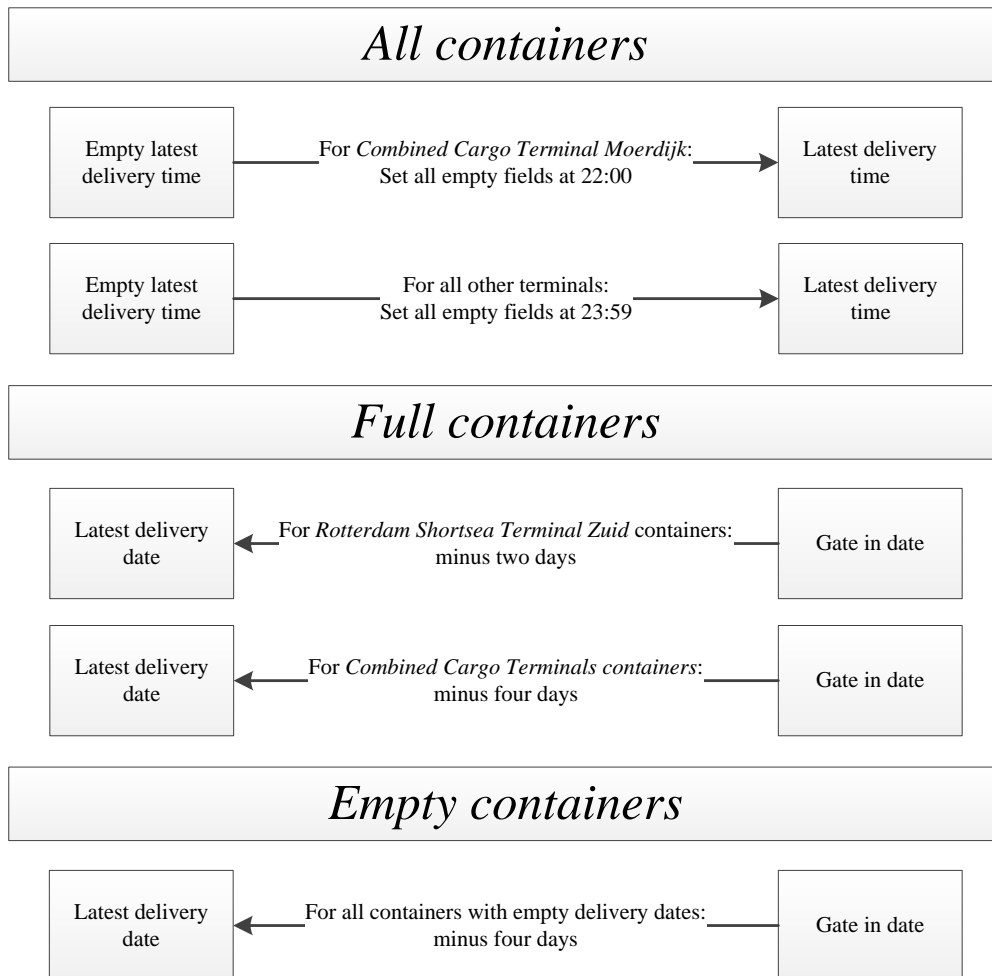 All containers
Empty latest
delivery time
For Combined Cargo Terminal Moerdijk:
Set all empty fields at 22:00
Latest delivery
time
Empty latest
delivery time
For all other terminals:
Set all empty fields at 23:59
Latest delivery
time
Full containers
Latest delivery
date
For Rotterdam Shortsea Terminal Zuid containers:
minus two days
Gate in date
Latest delivery
date
For Combined Cargo Terminals containers:
minus four days
Gate in date
Empty containers
Latest delivery
date
For all containers with empty delivery dates:
minus four days
Gate in date